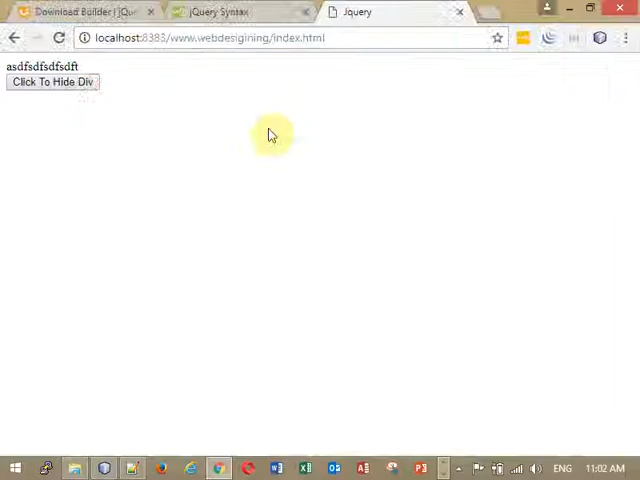 Download Builder | jQu
jQuery Syntax
Jquery
localhost:8383/www.webdesigining/index.html
asdfsdfsdfsdft
Click To Hide Div
ENG
11:02 AM